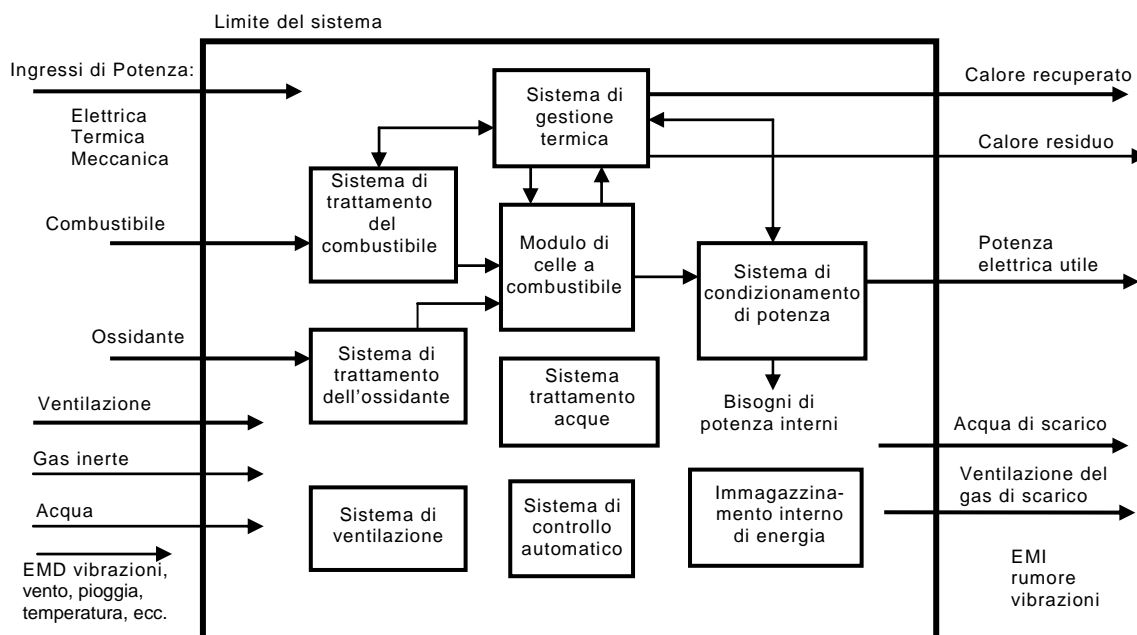 Limite del sistema
Ingressi di Potenza:
Elettrica
Termica
Meccanica
Combustibile
Ossidante
Ventilazione
Gas inerte
Acqua
EMD vibrazioni,
vento, pioggia,
temperatura, ecc.
Sistema di
gestione
termica
Sistema di
trattamento
del
combustibile
Modulo di
celle a
combustibile
Sistema di
condizionamento
di potenza
Sistema di
trattamento
dell'ossidante
Sistema
trattamento
acque
Bisogni di
potenza interni
Sistema di
ventilazione
Sistema di
controllo
automatico
Immagazzina-
mento interno
di energia
Calore recuperato
Calore residuo
Potenza
elettrica utile
Acqua di scarico
Ventilazione del
gas di scarico
EMI
rumore
vibrazioni